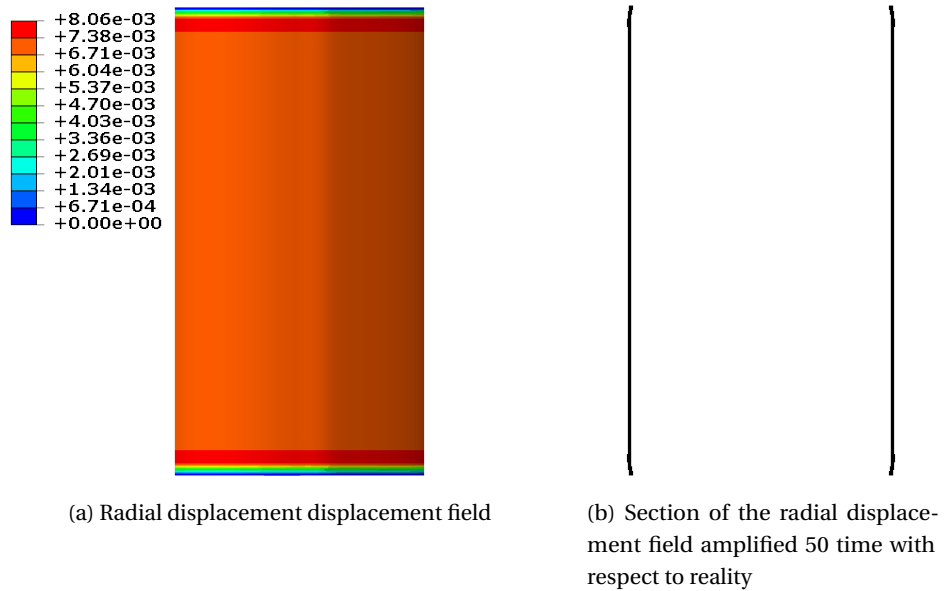 +8.06e-03
+7.38e-03
+6.71e-03
+6.04e-03
+5.37e-03
+4.70e-03
+4.03e-03
+3.36e-03
+2.69e-03
+2.01e-03
+1.34e-03
+6.71e-04
+0.00e+00
(a) Radial displacement displacement field
(b) Section of the radial displace-
ment field amplified 50 time with
respect to reality